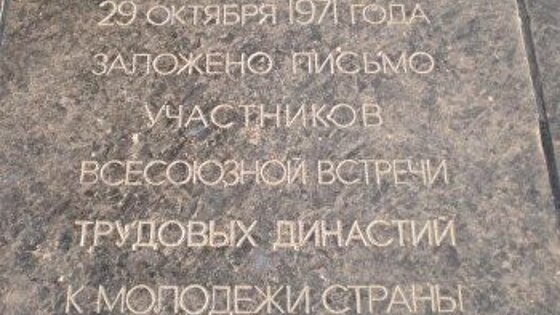 29 ОКТЯБРЯ 1971 ГОДА
ЗАЛОЖЕНО ПИСЬМО
УЧАСТНИКОВ
ВСЕСОЮЗНОЙ ВСТРЕЧИ
ТРУДОВЫХ ДИНАСТИЙ
К МОЛОДЕЖИ СТРАНЫ